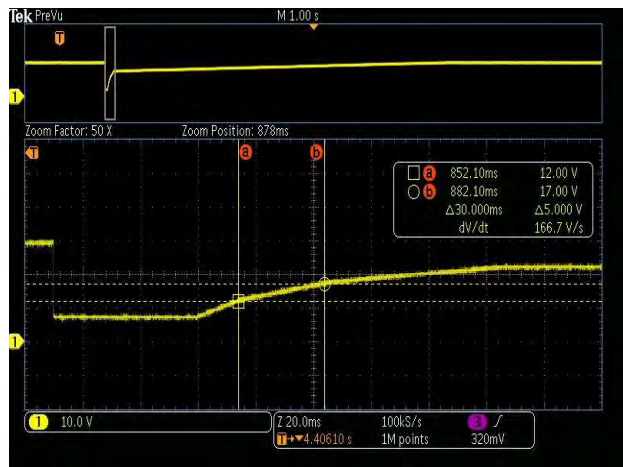 Tek PreVu M 1.00 s
T
1
Zoom Factor: 50 X Zoom Position: 878ms
T a b
a 852.10ms 12.00 V
b 882.10ms 17.00 V
△30.000ms △5.000 V
dV/dt 166.7 V/s
1
1 10.0 V Z 20.0ms 100kS/s 3
T→▼4.40610 s 1M points 320mV